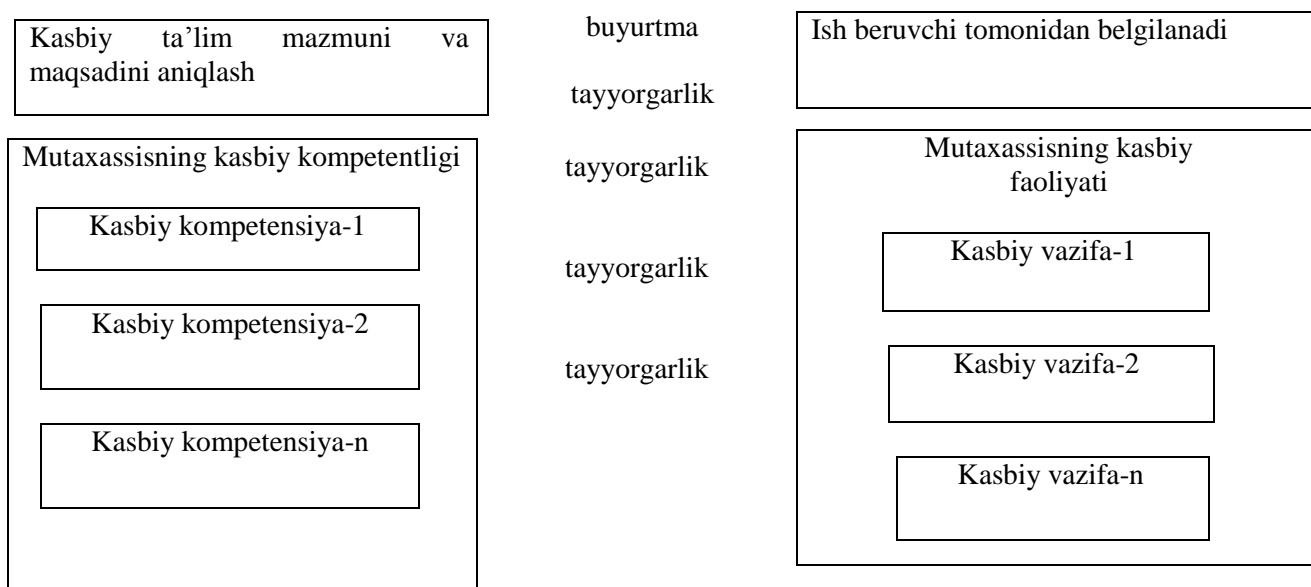 Kasbiy ta’lim mazmuni va
maqsadini aniqlash
buyurtma
tayyorgarlik
Ish beruvchi tomonidan belgilanadi
Mutaxassisning kasbiy kompetentligi
Kasbiy kompetensiya-1
Kasbiy kompetensiya-2
Kasbiy kompetensiya-n
tayyorgarlik
tayyorgarlik
tayyorgarlik
Mutaxassisning kasbiy
faoliyati
Kasbiy vazifa-1
Kasbiy vazifa-2
Kasbiy vazifa-n